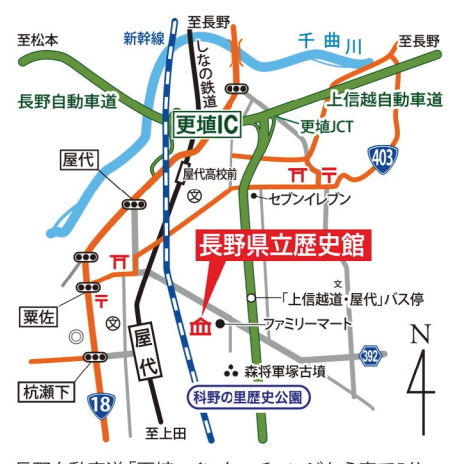 至長野
至松本
新幹線
しなの鉄道
千曲川
至長野
長野自動車道
更埴IC
上信越自動車道
更埴JCT
403
屋代
屋代高校前
文
セブンイレブン
長野県立歴史館
文
「上信越道・屋代」バス停
粟佐
文
ファミリーマート
N
屋代
392
杭瀬下
森将軍塚古墳
18
科野の里歴史公園
至上田